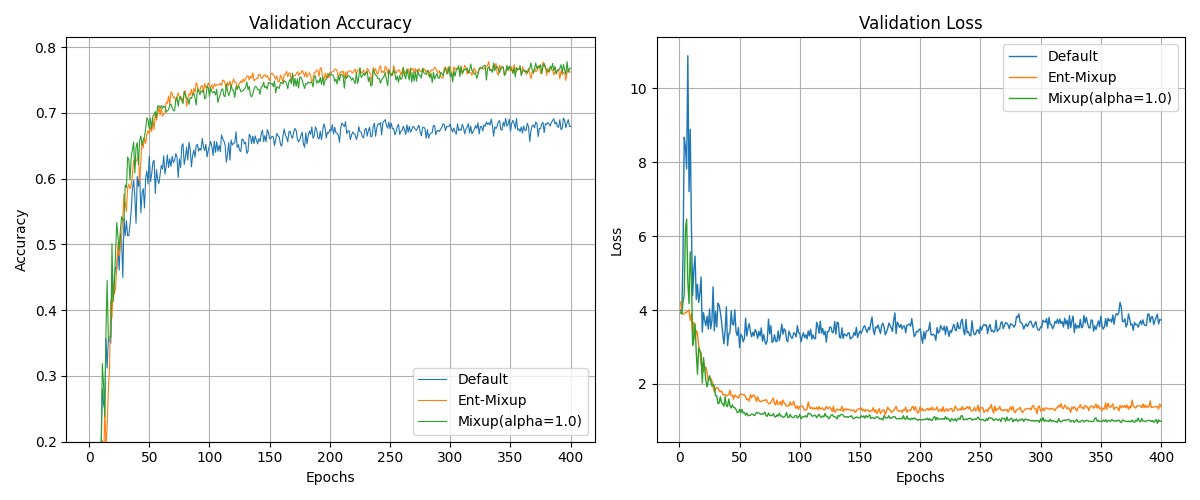 Validation Accuracy
0.8
0.7
0.6
0.5
0.4
0.3
0.2
Accuracy
Default
Ent-Mixup
Mixup(alpha=1.0)
0 50 100 150 200 250 300 350 400
Epochs
Validation Loss
10
8
6
4
2
Loss
Default
Ent-Mixup
Mixup(alpha=1.0)
0 50 100 150 200 250 300 350 400
Epochs